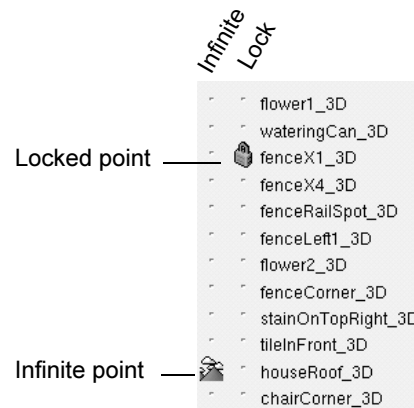 Infinite
Lock
flower1_3D
wateringCan_3D
Locked point
fenceX1_3D
fenceX4_3D
fenceRailSpot_3D
fenceLeft1_3D
flower2_3D
fenceCorner_3D
stainOnTopRight_3D
tileInFront_3D
Infinite point
houseRoof_3D
chairCorner_3D